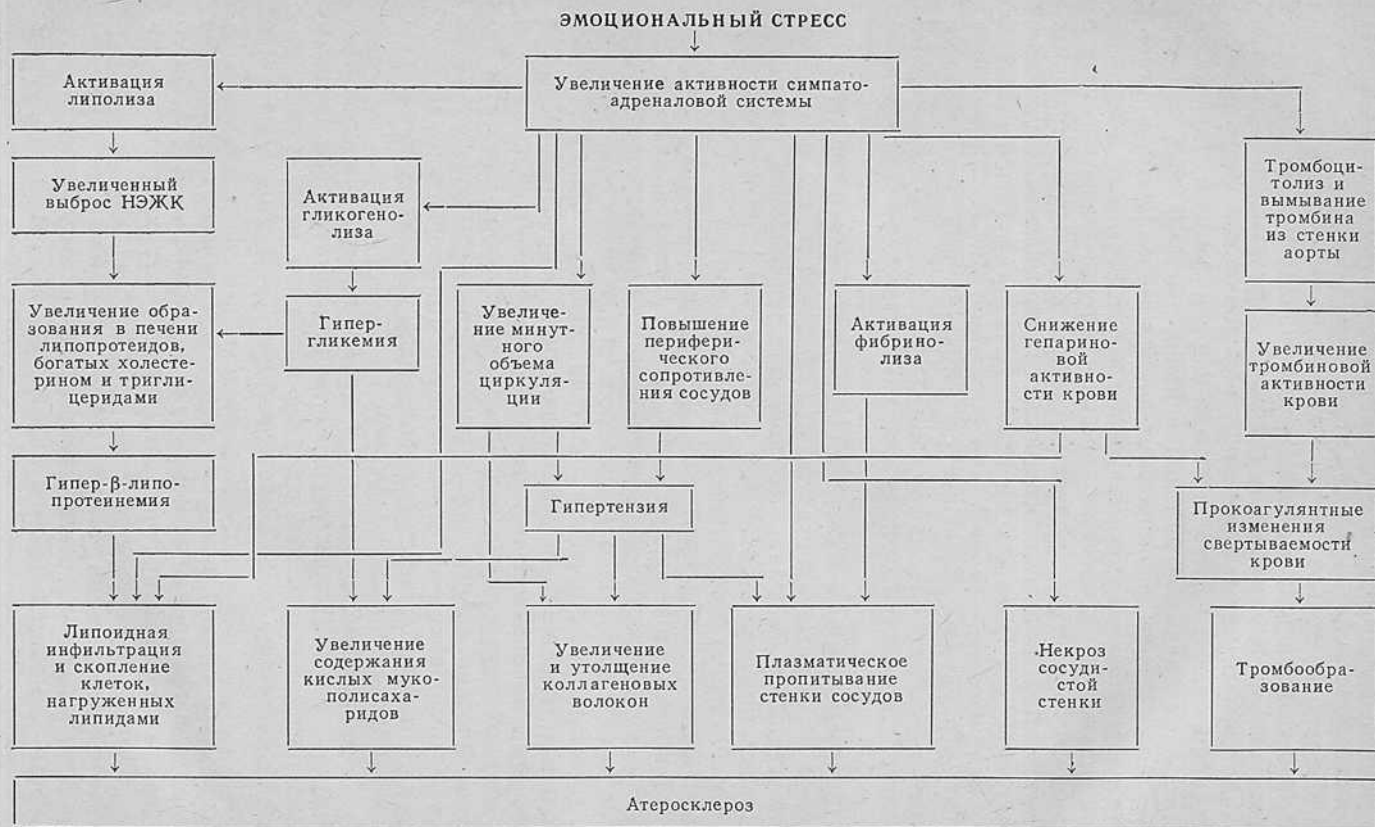 ЭМОЦИОНАЛЬНЫЙ СТРЕСС
Активация
липолиза
Увеличение активности симпато-
адреналовой системы
Увеличенный
выброс НЭЖК
Активация
гликогено-
лиза
Тромбоци-
толиз и
вымывание
тромбина
из стенки
аорты
Увеличение обра-
зования в печени
липопротеидов,
богатых холесте-
рином и тригли-
церидами
Гипер-
гликемия
Увеличе-
ние минут-
ного
объема
циркуля-
ции
Повышение
перифери-
ческого
сопротивле-
ния сосудов
Активация
фибрино-
лиза
Снижение
гепарино-
вой
активно-
сти крови
Увеличение
тромбиновой
активности
крови
Гипер-β-липо-
протеинемия
Гипертензия
Прокоагулянтные
изменения
свертываемости
крови
Липоидная
инфильтрация
и скопление
клеток,
нагруженных
липидами
Увеличение
содержания
кислых муко-
полисаха-
ридов
Увеличение
и утолщение
коллагеновых
волокон
Плазматическое
пропитывание
стенки сосудов
Некроз
сосуди-
стой
стенки
Тромбообра-
зование
Атеросклероз